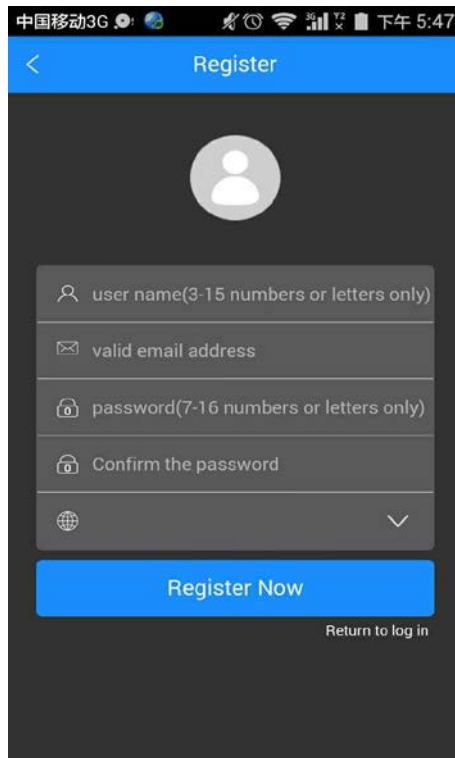 中国移动3G 下午 5:47
Register
user name(3-15 numbers or letters only)
valid email address
password(7-16 numbers or letters only)
Confirm the password
Register Now
Return to log in